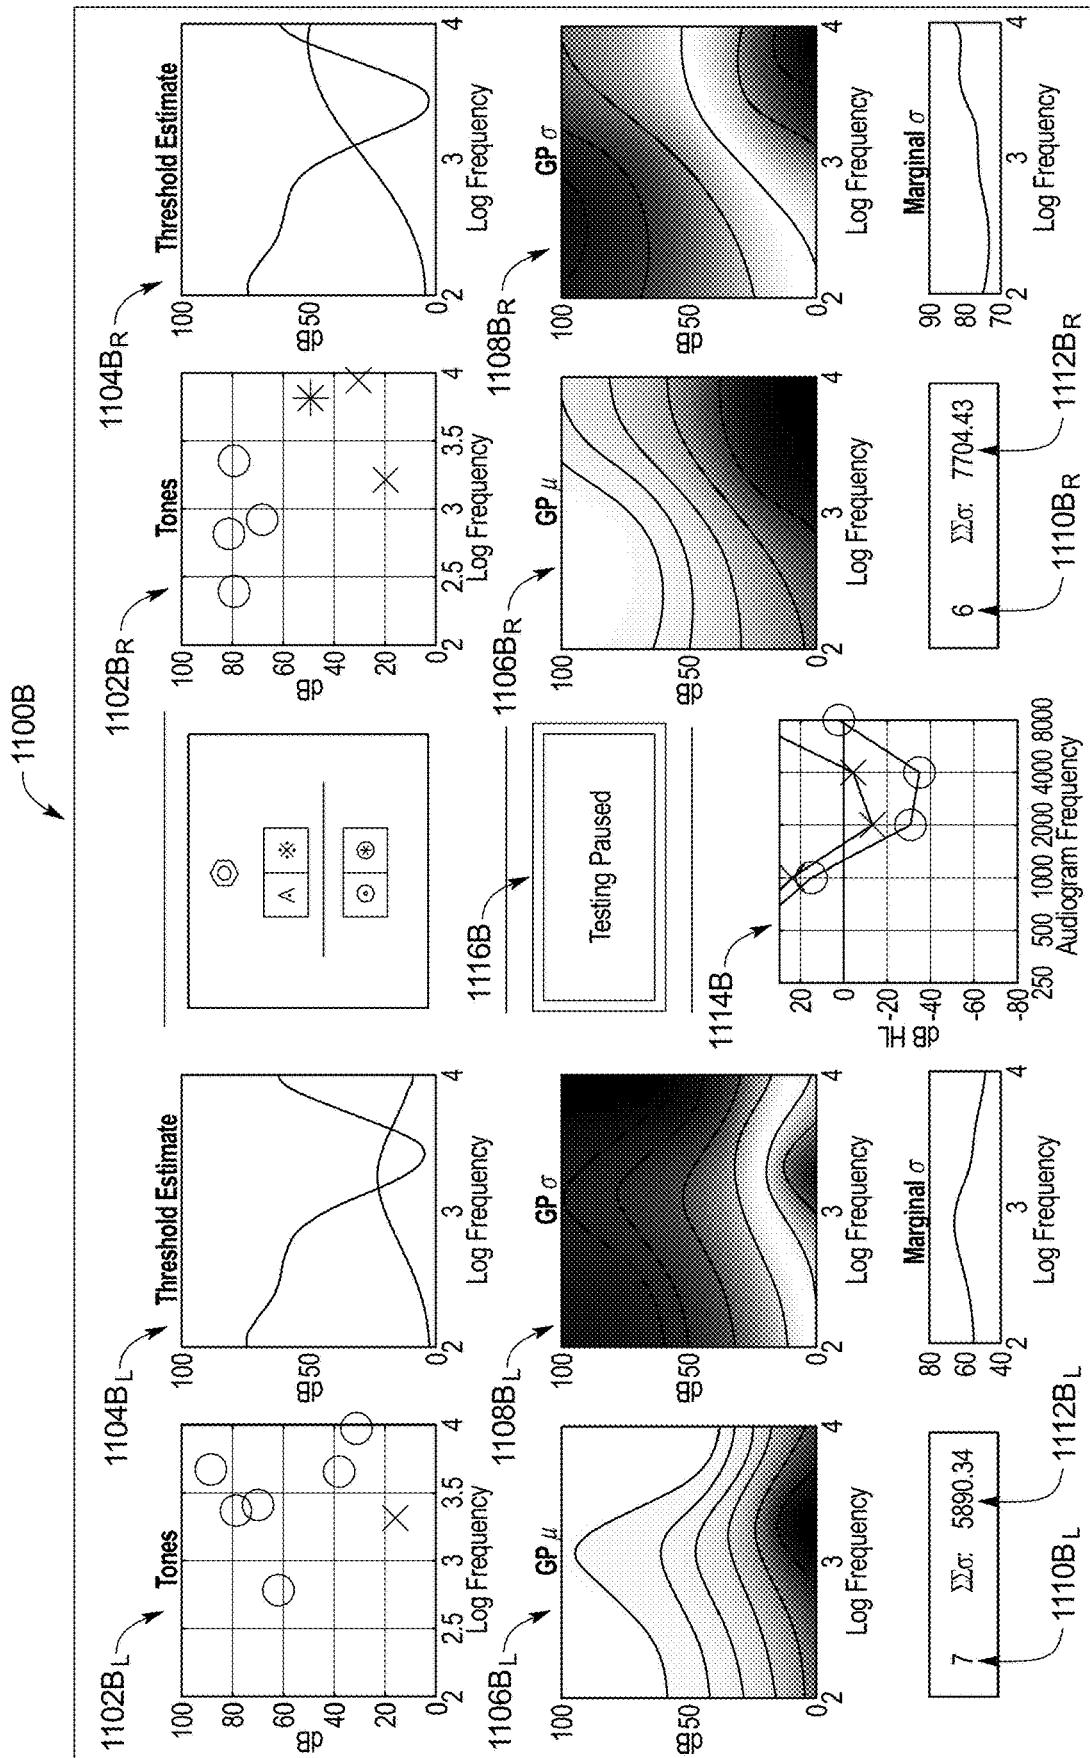 1100B
1102B_L
Tones
100
80
60
40
20
0
dB
2
2.5
3
3.5
4
Log Frequency
1104B_L
Threshold Estimate
100
50
0
dB
2
3
4
Log Frequency
1102B_R
Tones
100
80
60
40
20
0
dB
2
2.5
3
3.5
4
Log Frequency
1104B_R
Threshold Estimate
100
50
0
dB
2
3
4
Log Frequency
1106B_L
GP μ
100
50
0
dB
2
3
4
Log Frequency
1108B_L
GP σ
100
50
0
dB
2
3
4
Log Frequency
1116B
Testing Paused
1106B_R
GP μ
100
50
0
dB
2
3
4
Log Frequency
1108B_R
GP σ
100
50
0
dB
2
3
4
Log Frequency
7 ΣΣσ: 5890.34
1110B_L
1112B_L
Marginal σ
80
60
40
2
3
4
Log Frequency
1114B
20
0
-20
-40
-60
-80
dB HL
250 500 1000 2000 4000 8000
Audiogram Frequency
6 ΣΣσ: 7704.43
1110B_R
1112B_R
Marginal σ
90
80
70
2
3
4
Log Frequency